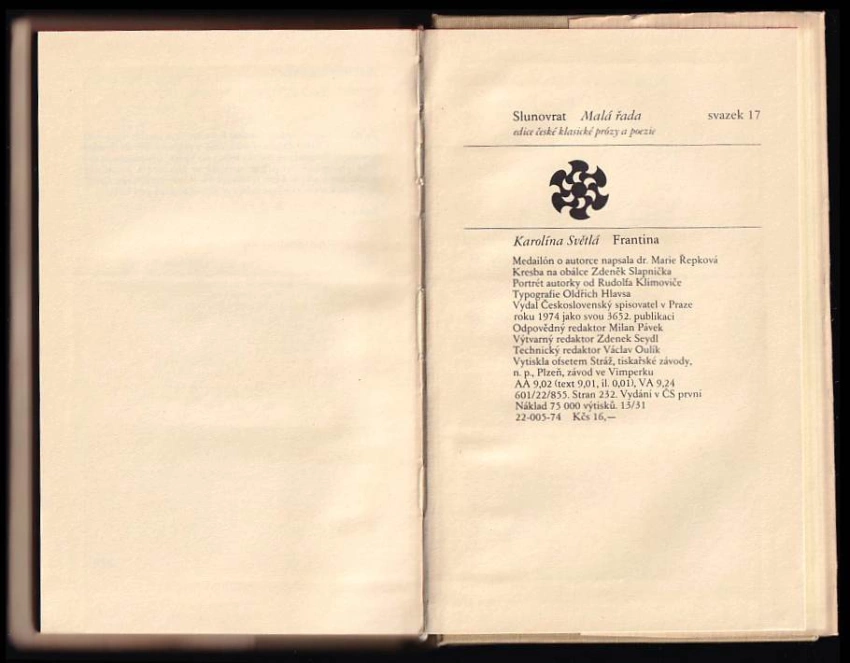 Slunovrat Malá řada svazek 17
edice české klasické prózy a poezie
Karolína Světlá Frantina
Medailón o autorce napsala dr. Marie Řepková
Kresba na obálce Zdeněk Slapnička
Portrét autorky od Rudolfa Klimoviče
Typografie Oldřich Hlavsa
Vydal Československý spisovatel v Praze
roku 1974 jako svou 3652. publikaci
Odpovědný redaktor Milan Pávek
Výtvarný redaktor Zdenek Seydl
Technický redaktor Václav Oulík
Vytiskla ofsetem Stráž, tiskařské závody,
n. p., Plzeň, závod ve Vimperku
AA 9,02 (text 9,01, il. 0,01), VA 9,24
601/22/855. Stran 232. Vydání v ČS první
Náklad 75 000 výtisků. 13/31
22-005-74 Kčs 16,—